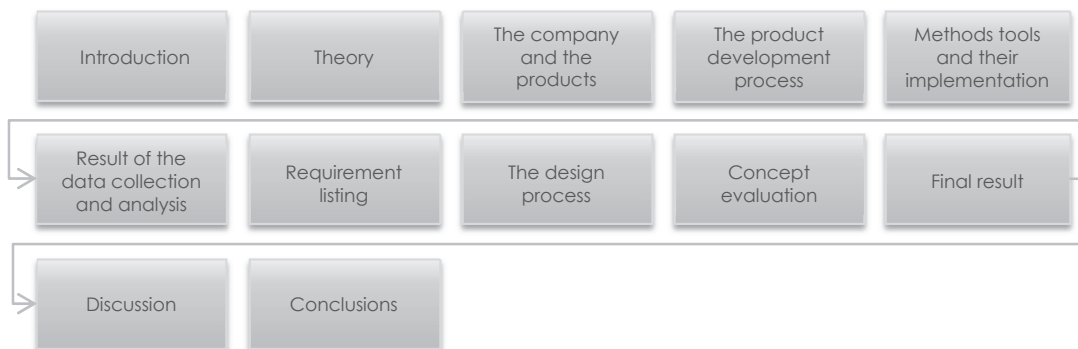 Introduction
Theory
The company
and the
products
The product
development
process
Methods tools
and their
implementation
Result of the
data collection
and analysis
Requirement
listing
The design
process
Concept
evaluation
Final result
Discussion
Conclusions